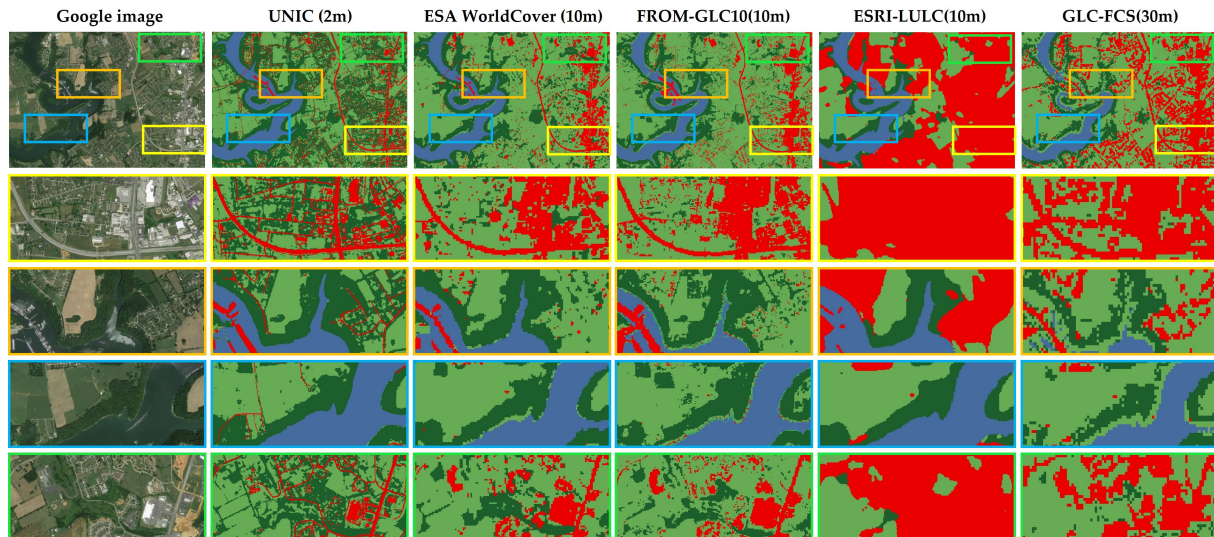 Google image
UNIC (2m)
ESA WorldCover (10m)
FROM-GLC10(10m)
ESRI-LULC(10m)
GLC-FCS(30m)